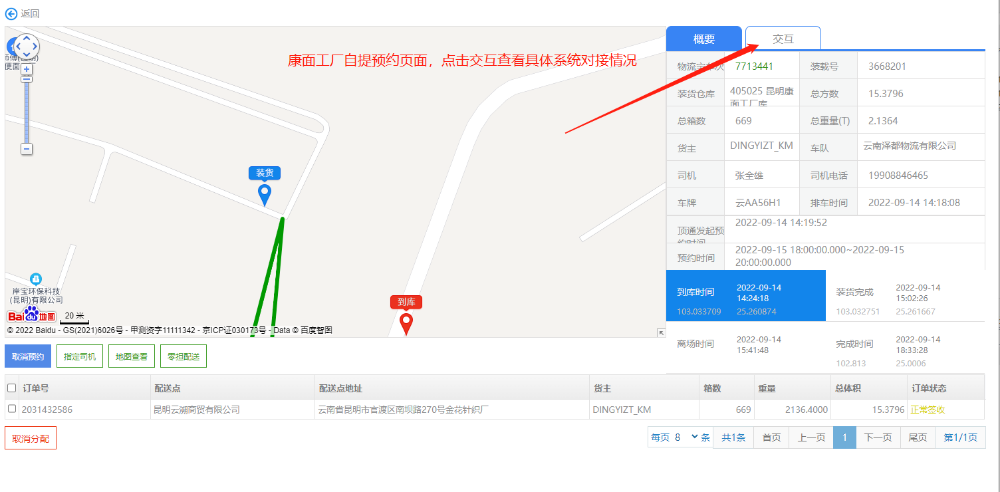 返回
康面工厂自提预约页面，点击交互查看具体系统对接情况
装货
岸宝环保科技
(昆明)有限公司
到库
Bai du 地图
20 米
© 2022 Baidu - GS(2021)6026号 - 甲测资字11111342 - 京ICP证030173号 - Data © 百度智图
概要 交互
7713441 装载号 3668201
装货仓库 405025 昆明康
面工厂库 总方数 15.3796
总箱数 669 总重量(T) 2.1364
货主 DINGYIZT_KM 车队 云南泽都物流有限公司
司机 张全雄 司机电话 19908846465
车牌 云AA56H1 排车时间 2022-09-14 14:18:08
顶通发起预
约时间 2022-09-14 14:19:52
预约时间 2022-09-15 18:00:00.000~2022-09-15
20:00:00.000
到库时间 2022-09-14
14:24:18
103.033709 25.260874
装货完成 2022-09-14
15:02:26
103.032751 25.261667
离场时间 2022-09-14
15:41:48
完成时间 2022-09-14
18:33:28
102.813 25.0006
取消预约 指定司机 地图查看 零担配送
订单号 配送点 配送点地址 货主 箱数 重量 总体积 订单状态
2031432586 昆明云溯商贸有限公司 云南省昆明市官渡区南坝路270号金花针织厂 DINGYIZT_KM 669 2136.4000 15.3796 正常签收
取消分配
每页 8 条 共1条 首页 上一页 1 下一页 尾页 第1/1页